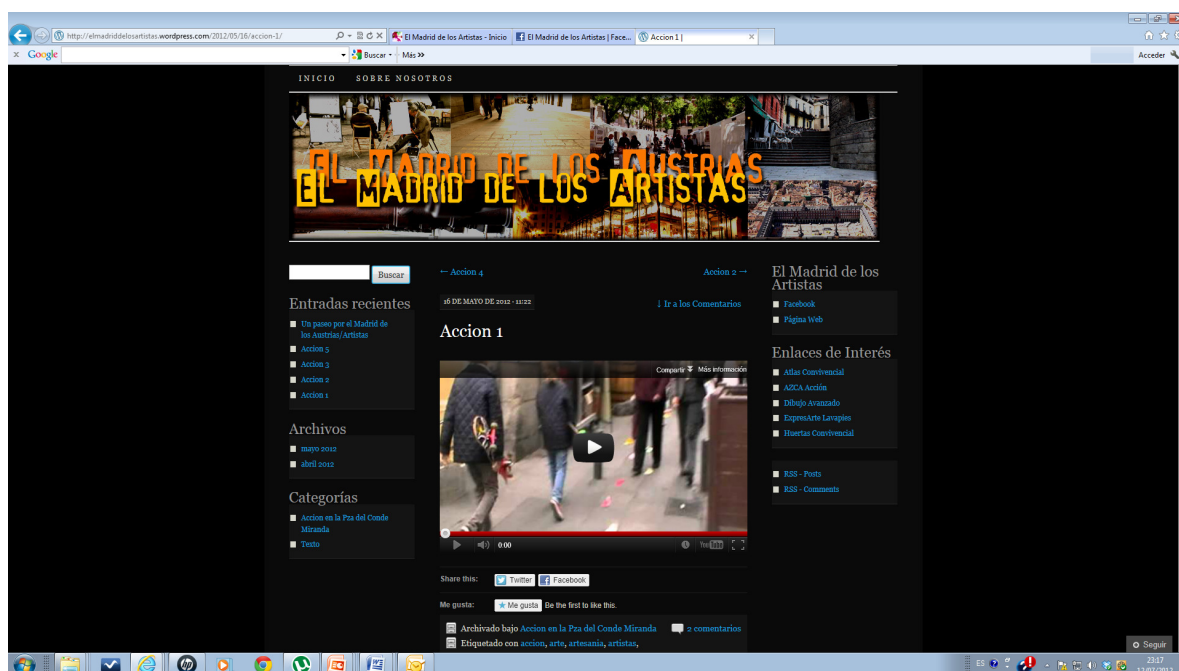 http://elmadriddelosartistas.wordpress.com/2012/05/16/accion-1/
El Madrid de los Artistas - Inicio
El Madrid de los Artistas | Face...
Accion 1 |
x Google
Buscar
Más >>
Acceder
INICIO SOBRE NOSOTROS
EL MADRID DE LOS AUSTRIAS
EL MADRID DE LOS ARTISTAS
Buscar
Entradas recientes
Un paseo por el Madrid de
los Austrias/Artistas
Accion 5
Accion 3
Accion 2
Accion 1
Archivos
mayo 2012
abril 2012
Categorías
Accion en la Pza del Conde
Miranda
Texto
← Accion 4
Accion 2 →
16 DE MAYO DE 2012 · 11:22
↓ Ir a los Comentarios
Accion 1
Compartir
Más información
0:00
YouTube
Share this:
Twitter
Facebook
Me gusta:
Me gusta
Be the first to like this.
Archivado bajo Accion en la Pza del Conde Miranda
2 comentarios
Etiquetado con accion, arte, artesania, artistas,
El Madrid de los
Artistas
Facebook
Página Web
Enlaces de Interés
Atlas Convivencial
AZCA Acción
Dibujo Avanzado
ExpresArte Lavapies
Huertas Convivencial
RSS - Posts
RSS - Comments
Seguir
ES
23:17